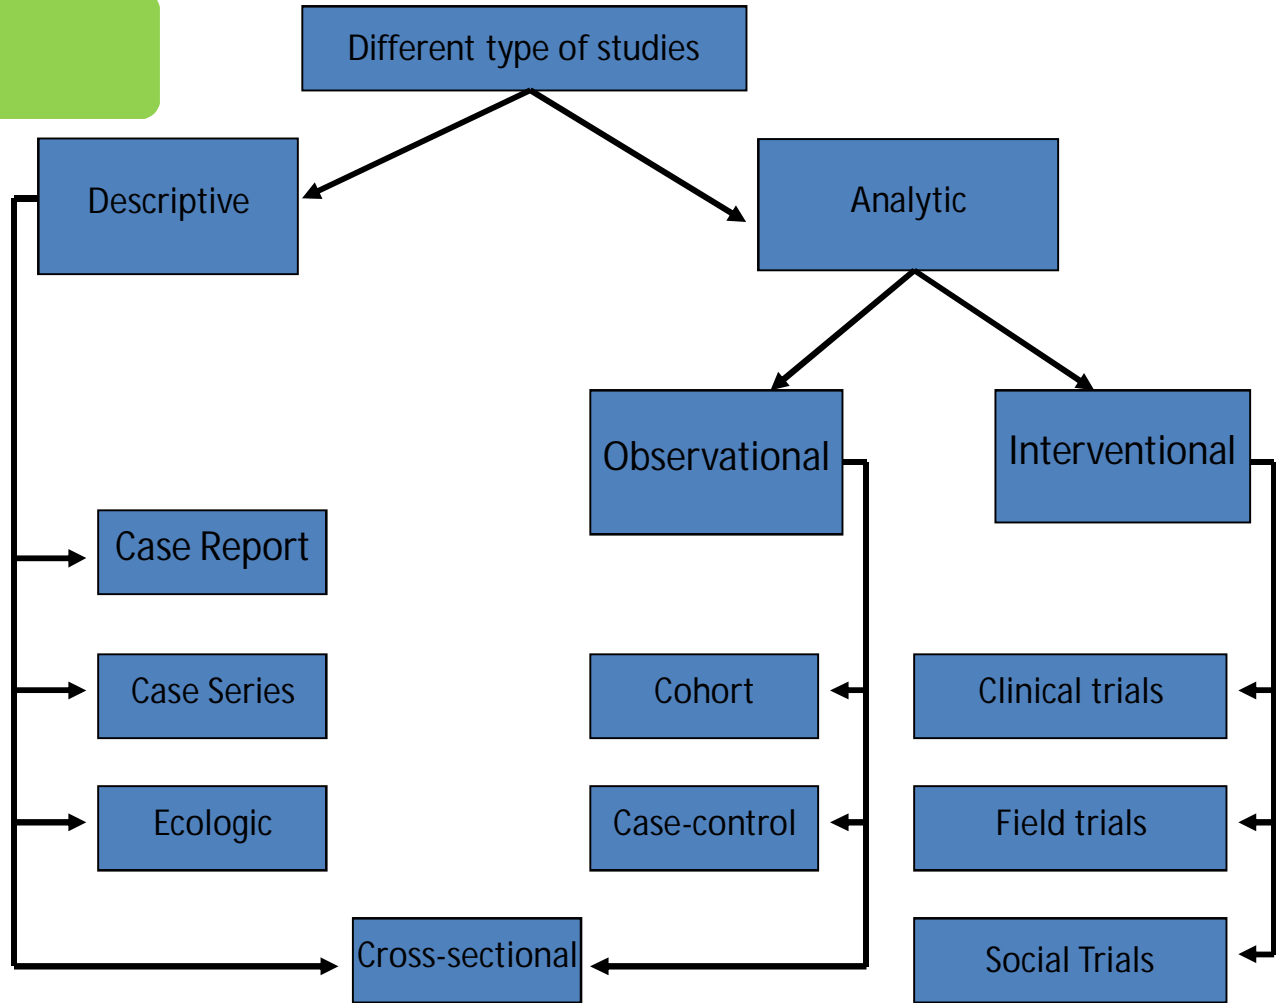 Different type of studies
Descriptive
Analytic
Observational
Interventional
Case Report
Case Series
Cohort
Clinical trials
Ecologic
Case-control
Field trials
Cross-sectional
Social Trials